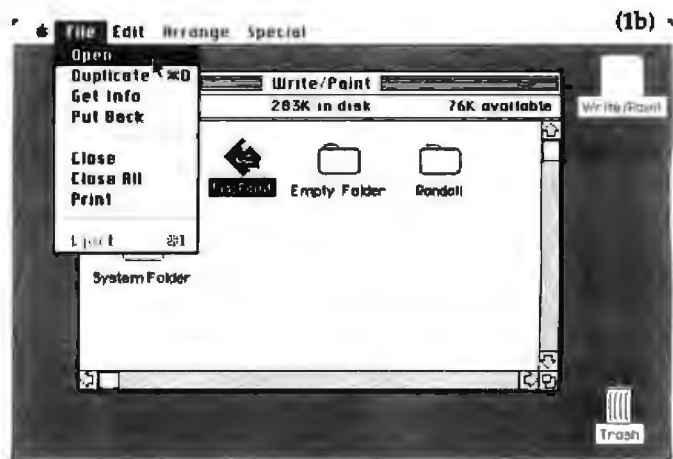 (1b)
File Edit Arrange Special
Open
Duplicate ⌘D
Get Info
Put Back
Close
Close All
Print
Eject
Write/Paint
283K in disk 76K available
Empty Folder
System Folder
Write/Paint
Trash